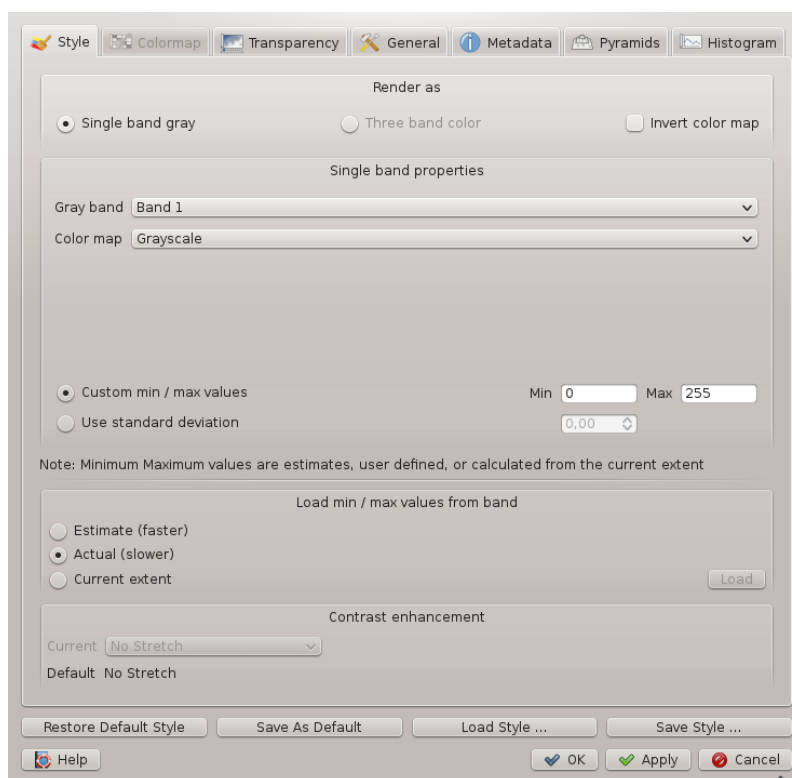 Style Colormap Transparency General Metadata Pyramids Histogram
Render as
Single band gray Three band color Invert color map
Single band properties
Gray band Band 1
Color map Grayscale
Custom min / max values Min 0 Max 255
Use standard deviation 0,00
Note: Minimum Maximum values are estimates, user defined, or calculated from the current extent
Load min / max values from band
Estimate (faster)
Actual (slower)
Current extent Load
Contrast enhancement
Current No Stretch
Default No Stretch
Restore Default Style Save As Default Load Style ... Save Style ...
Help OK Apply Cancel